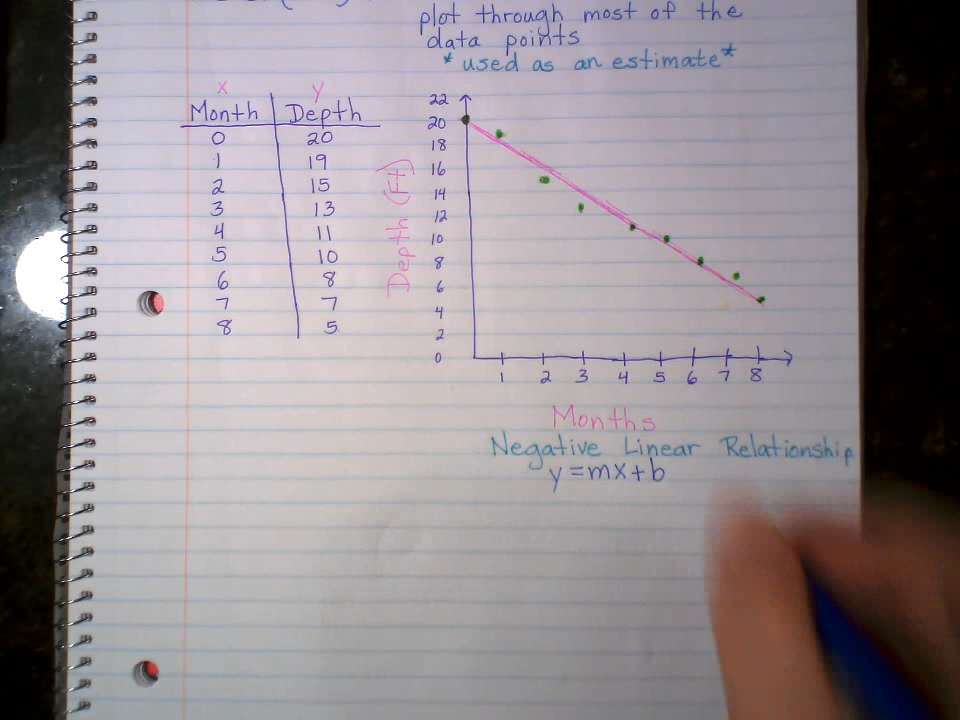 plot through most of the
data points
*used as an estimate*
x y
Month Depth
0 20
1 19
2 15
3 13
4 11
5 10
6 8
7 7
8 5
Depth (Ft)
22
20
18
16
14
12
10
8
6
4
2
0
1 2 3 4 5 6 7 8
Months
Negative Linear Relationship
y=mx+b